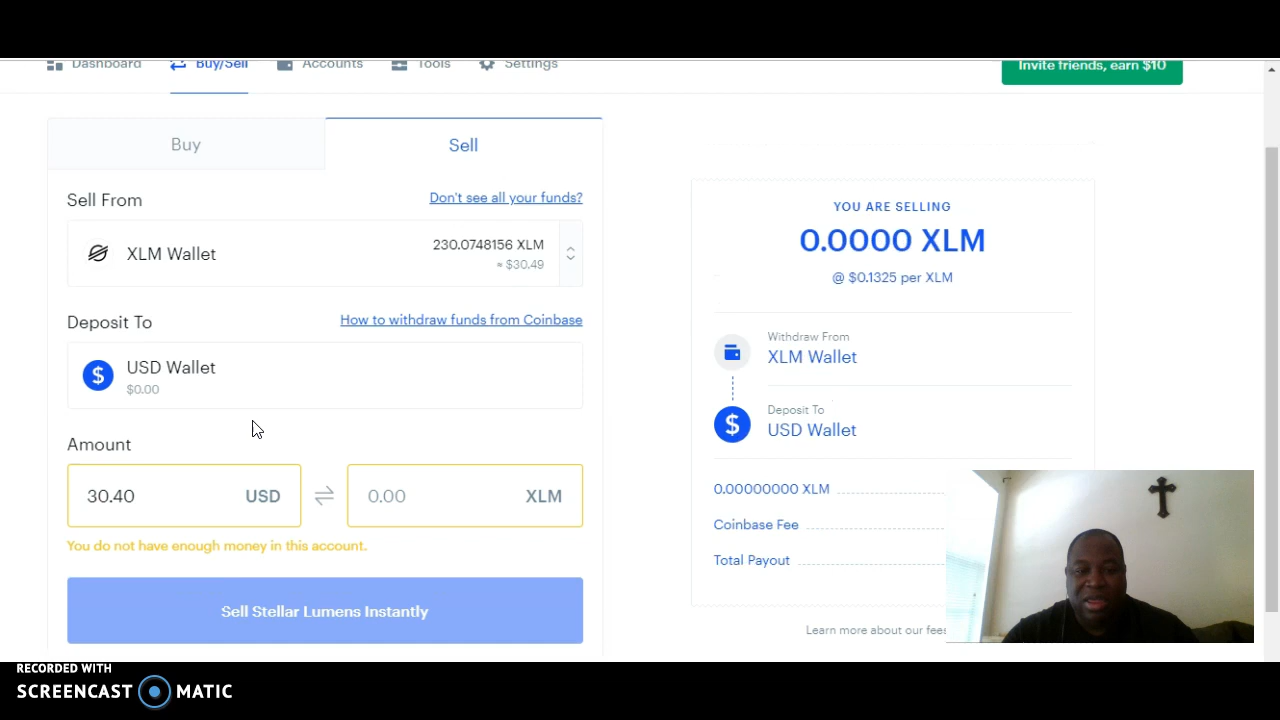 Dashboard
Buy/Sell
Accounts
Tools
Settings
Invite friends, earn $10
Buy
Sell
Sell From
Don't see all your funds?
XLM Wallet
230.0748156 XLM
≈ $30.49
Deposit To
How to withdraw funds from Coinbase
USD Wallet
$0.00
Amount
30.40 USD
0.00 XLM
You do not have enough money in this account.
Sell Stellar Lumens Instantly
YOU ARE SELLING
0.0000 XLM
@ $0.1325 per XLM
Withdraw From
XLM Wallet
Deposit To
USD Wallet
0.00000000 XLM
Coinbase Fee
Total Payout
Learn more about our fees
RECORDED WITH
SCREENCAST MATIC